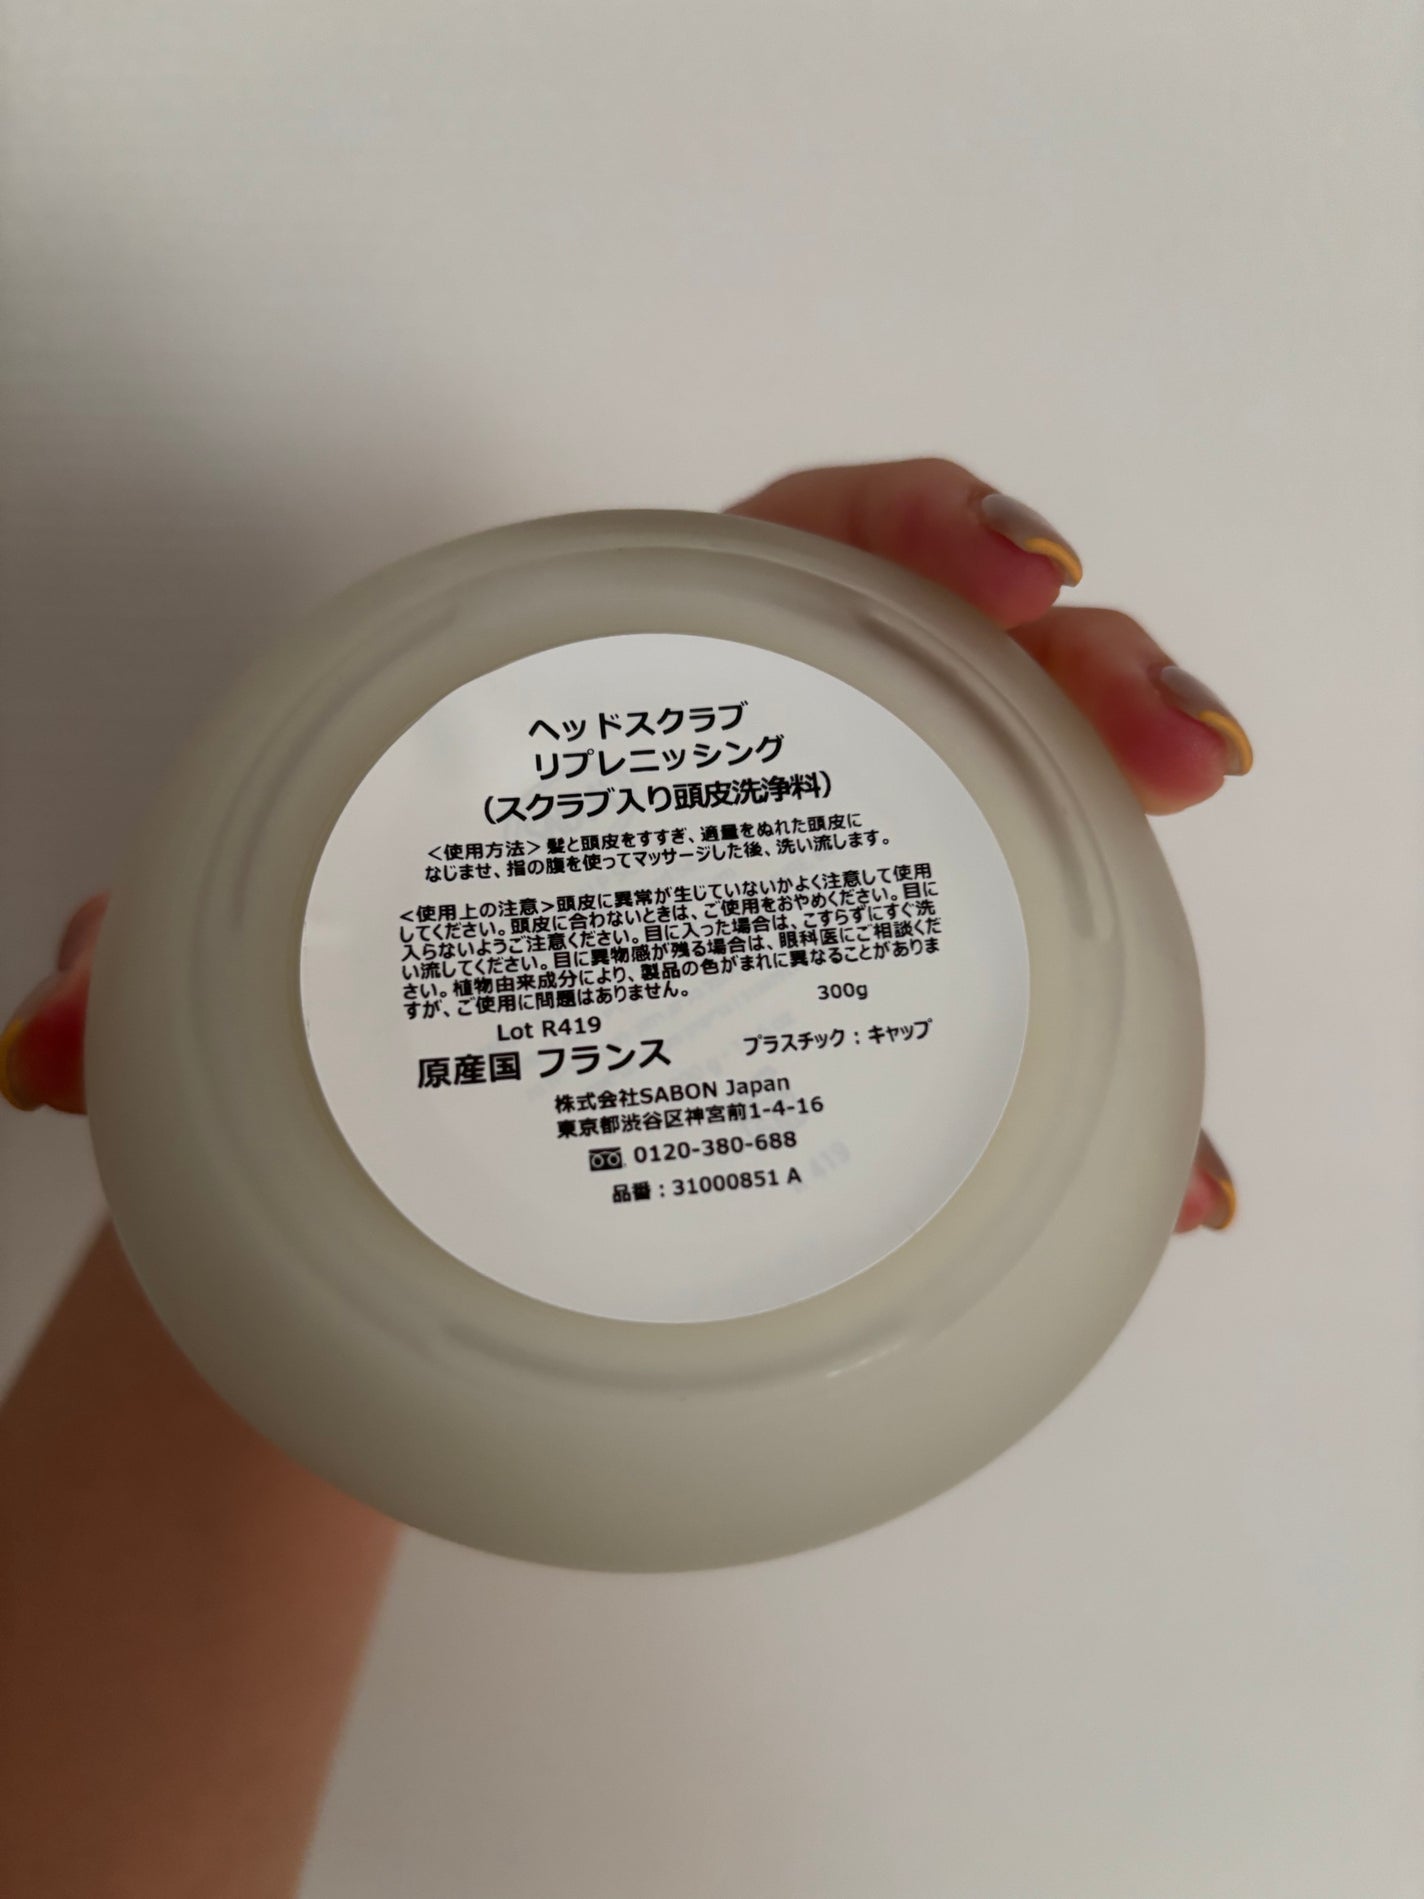 ヘッドスクラブ
リプレニッシング
（スクラブ入り頭皮洗浄料）
＜使用方法＞髪と頭皮をすすぎ、適量をぬれた頭皮に
なじませ、指の腹を使ってマッサージした後、洗い流します。
＜使用上の注意＞頭皮に異常が生じていないかよく注意して使用
してください。頭皮に合わないときは、ご使用をおやめください。目に
入らないようご注意ください。目に入った場合は、こすらずにすぐ洗
い流してください。目に異物感が残る場合は、眼科医にご相談くだ
さい。植物由来成分により、製品の色がまれに異なることがありま
すが、ご使用に問題はありません。
300g
Lot R419
原産国 フランス
プラスチック：キャップ
株式会社SABON Japan
東京都渋谷区神宮前1-4-16
0120-380-688
品番：31000851 A